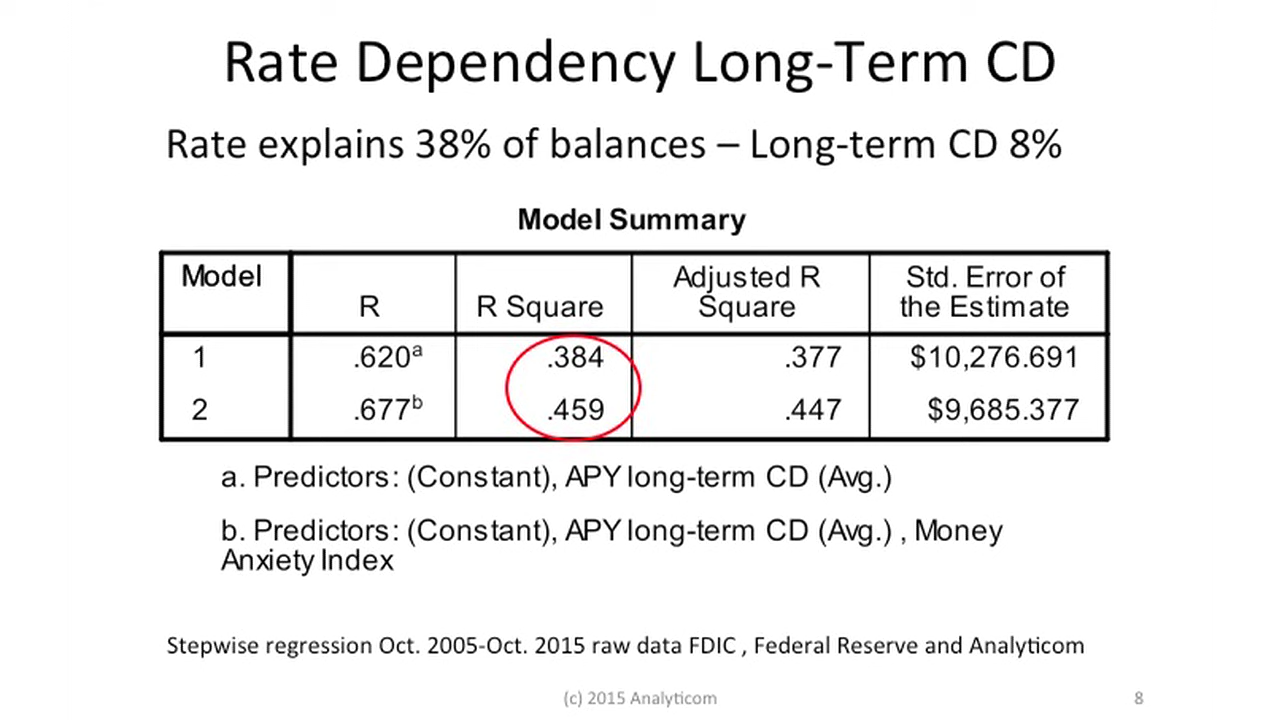 Rate Dependency Long-Term CD
Rate explains 38% of balances – Long-term CD 8%
Model Summary
Model R R Square Adjusted R Square Std. Error of the Estimate
1 .620a .384 .377 $10,276.691
2 .677b .459 .447 $9,685.377
a. Predictors: (Constant), APY long-term CD (Avg.)
b. Predictors: (Constant), APY long-term CD (Avg.) , Money
Anxiety Index
Stepwise regression Oct. 2005-Oct. 2015 raw data FDIC , Federal Reserve and Analyticom
(c) 2015 Analyticom 8